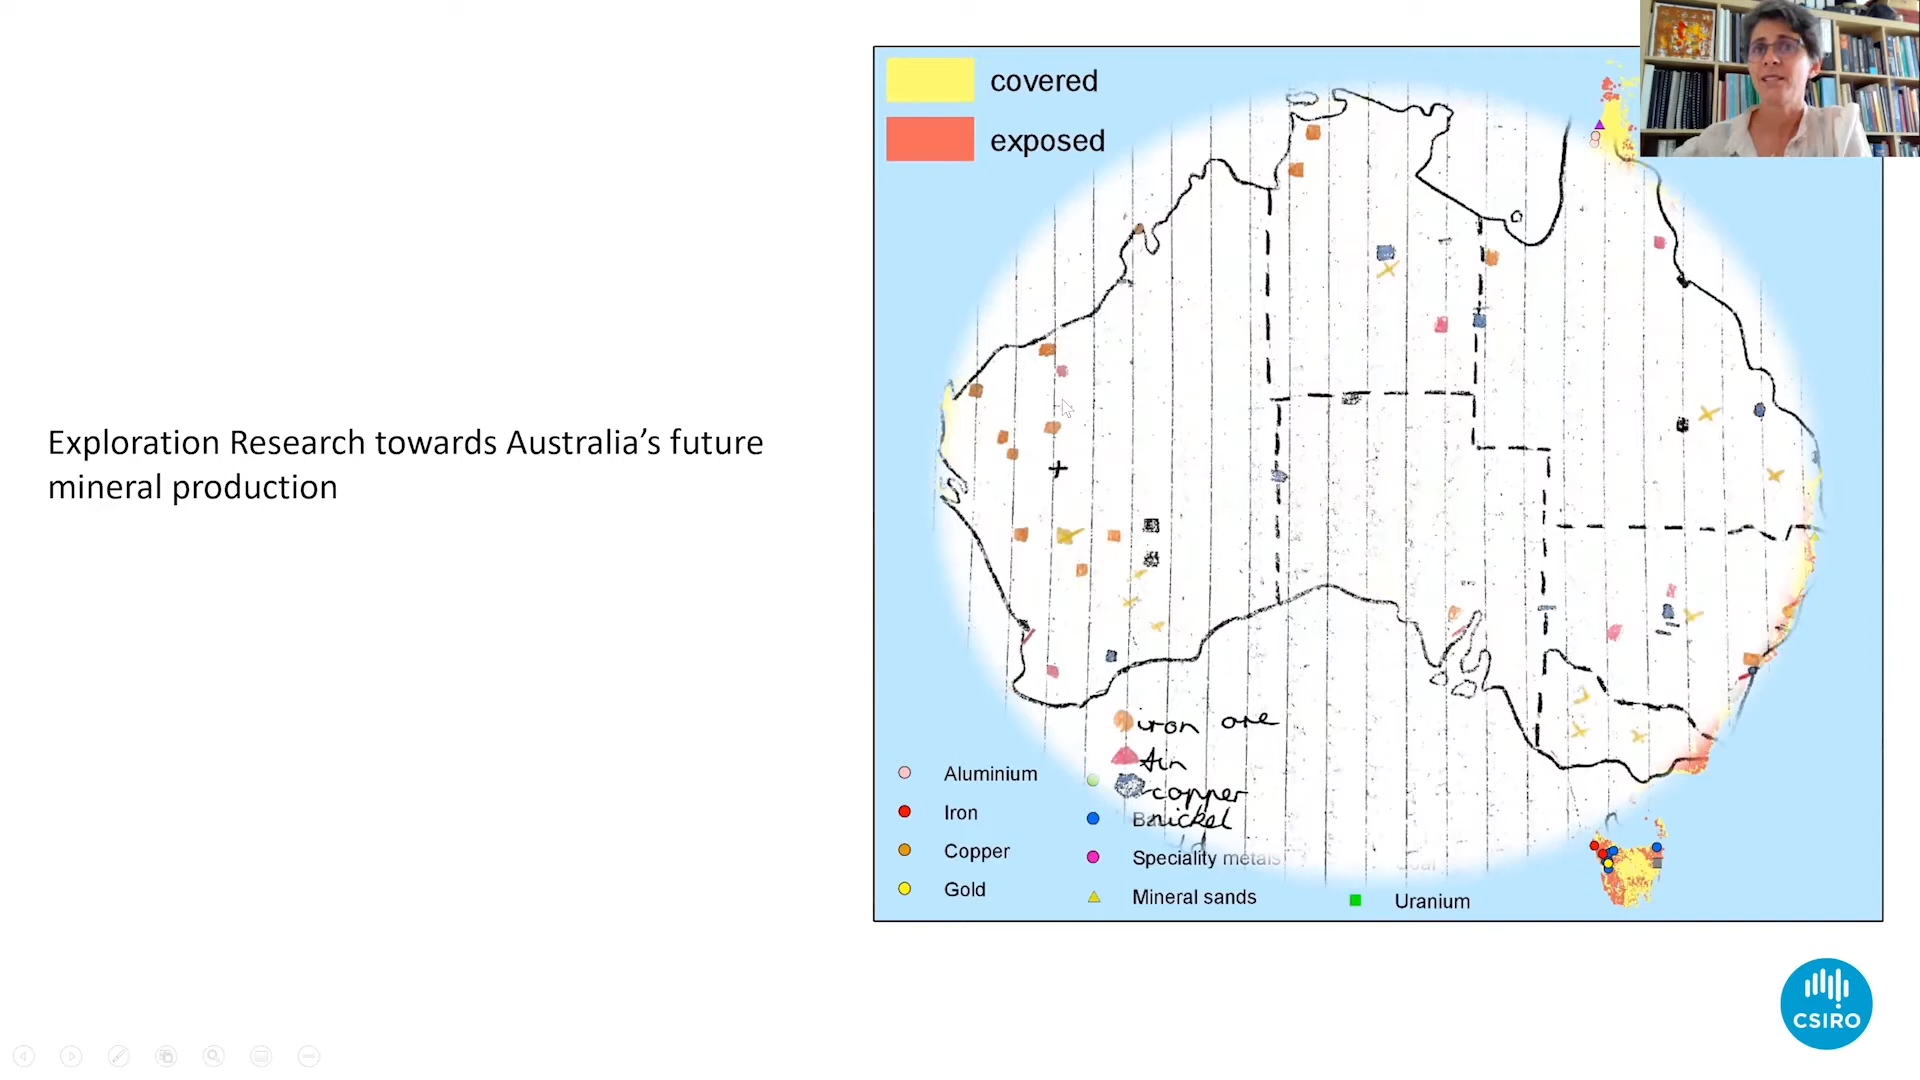 covered
exposed
Exploration Research towards Australia’s future
mineral production
iron ore
tin
copper
nickel
Aluminium
Iron
Copper
Gold
Speciality metals
Mineral sands
Uranium
CSIRO